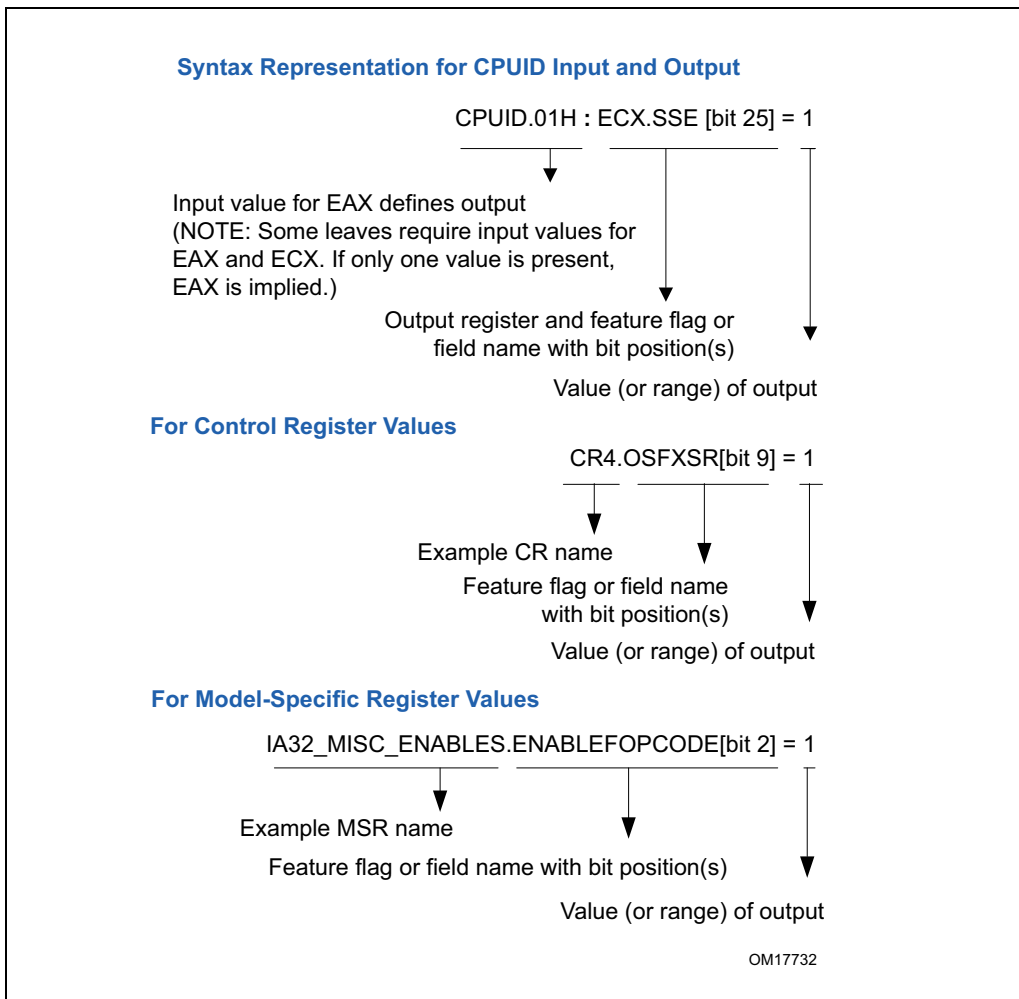 Syntax Representation for CPUID Input and Output
CPUID.01H : ECX.SSE [bit 25] = 1
Input value for EAX defines output
(NOTE: Some leaves require input values for
EAX and ECX. If only one value is present,
EAX is implied.)
Output register and feature flag or
field name with bit position(s)
Value (or range) of output
For Control Register Values
CR4.OSFXSR[bit 9] = 1
Example CR name
Feature flag or field name
with bit position(s)
Value (or range) of output
For Model-Specific Register Values
IA32_MISC_ENABLES.ENABLEFOPCODE[bit 2] = 1
Example MSR name
Feature flag or field name with bit position(s)
Value (or range) of output
OM17732